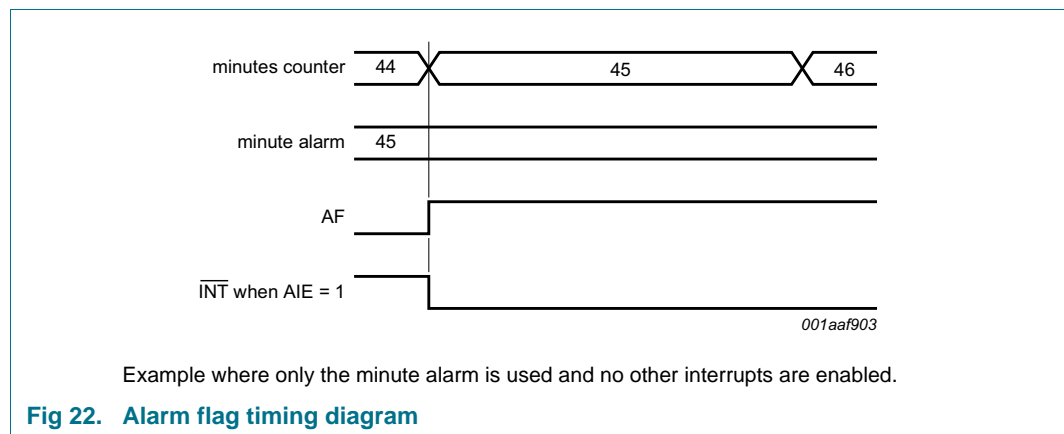 minutes counter 44 45 46
minute alarm 45
AF
INT when AIE = 1
001aaf903
Example where only the minute alarm is used and no other interrupts are enabled.
Fig 22. Alarm flag timing diagram